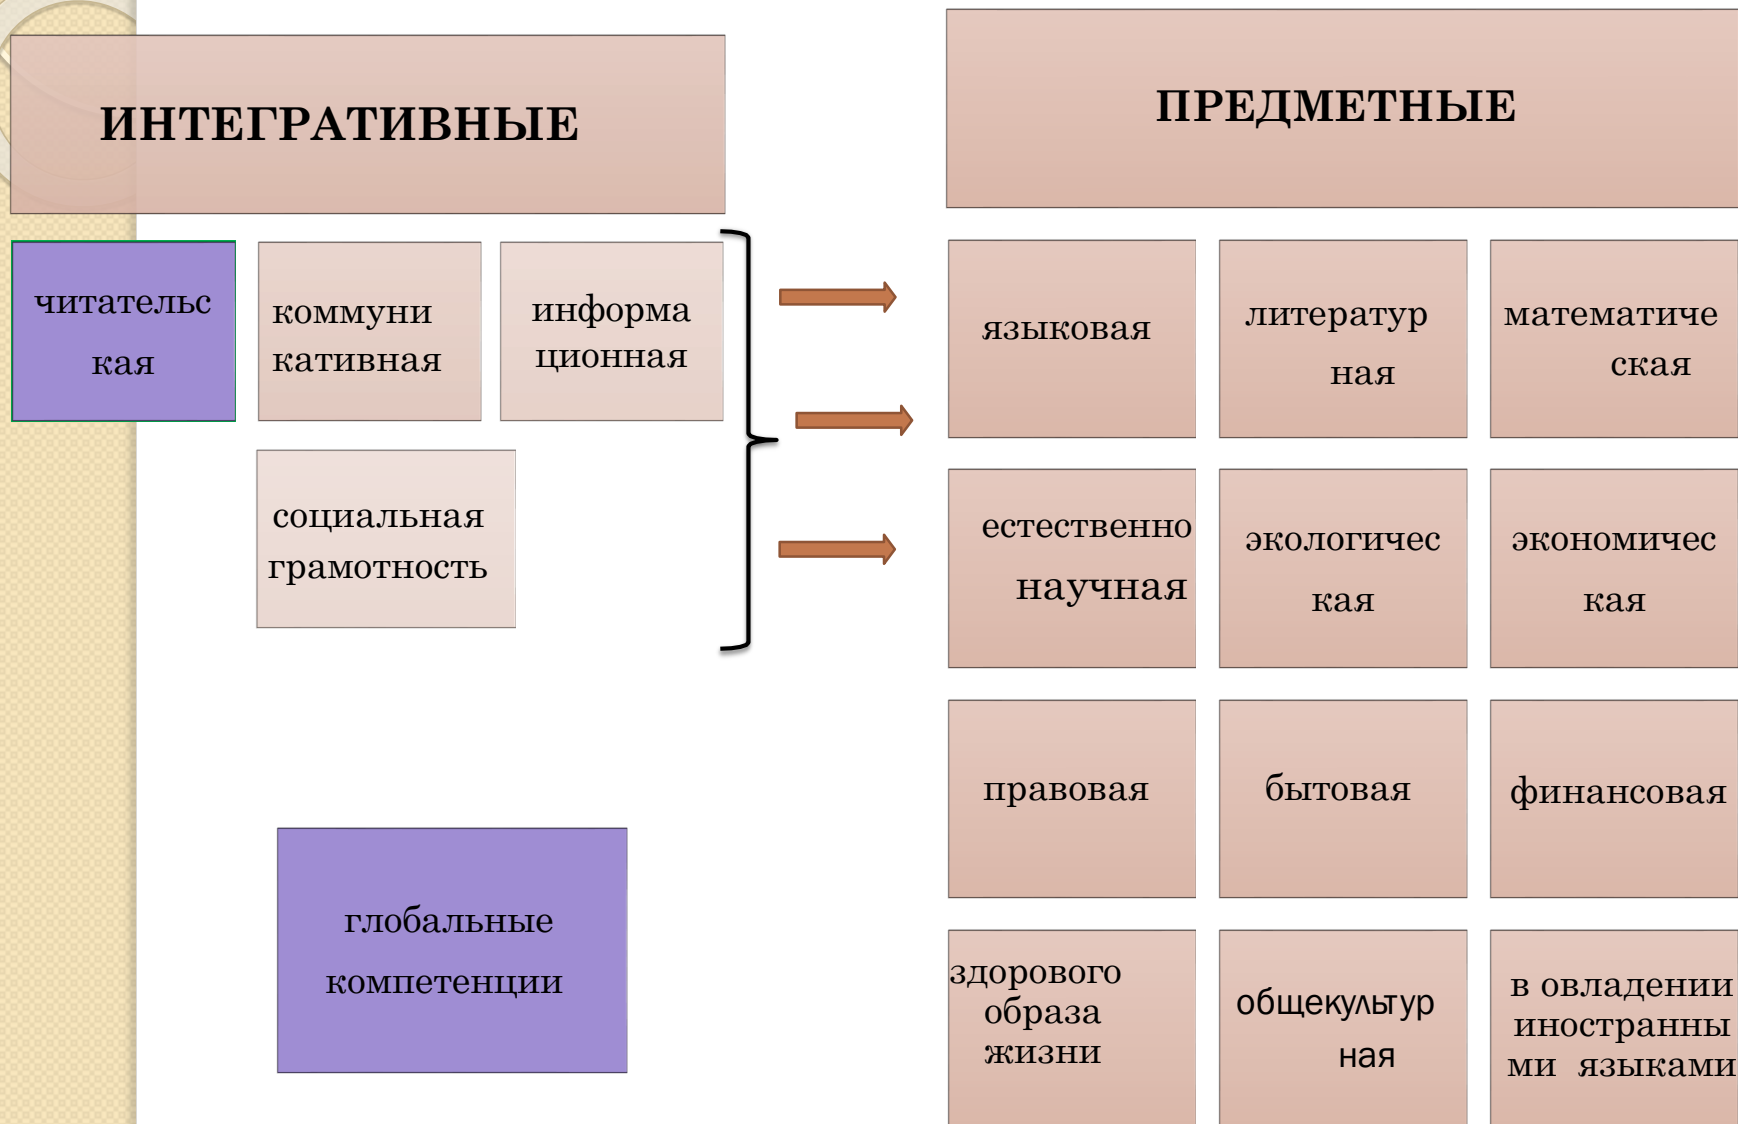 ИНТЕГРАТИВНЫЕ
читательс
кая
коммуни
кативная
информа
ционная
социальная
грамотность
глобальные
компетенции
ПРЕДМЕТНЫЕ
языковая
литератур
ная
математиче
ская
естественно
научная
экологичес
кая
экономичес
кая
правовая
бытовая
финансовая
здорового
образа
жизни
общекультур
ная
в овладении
иностранны
ми языками